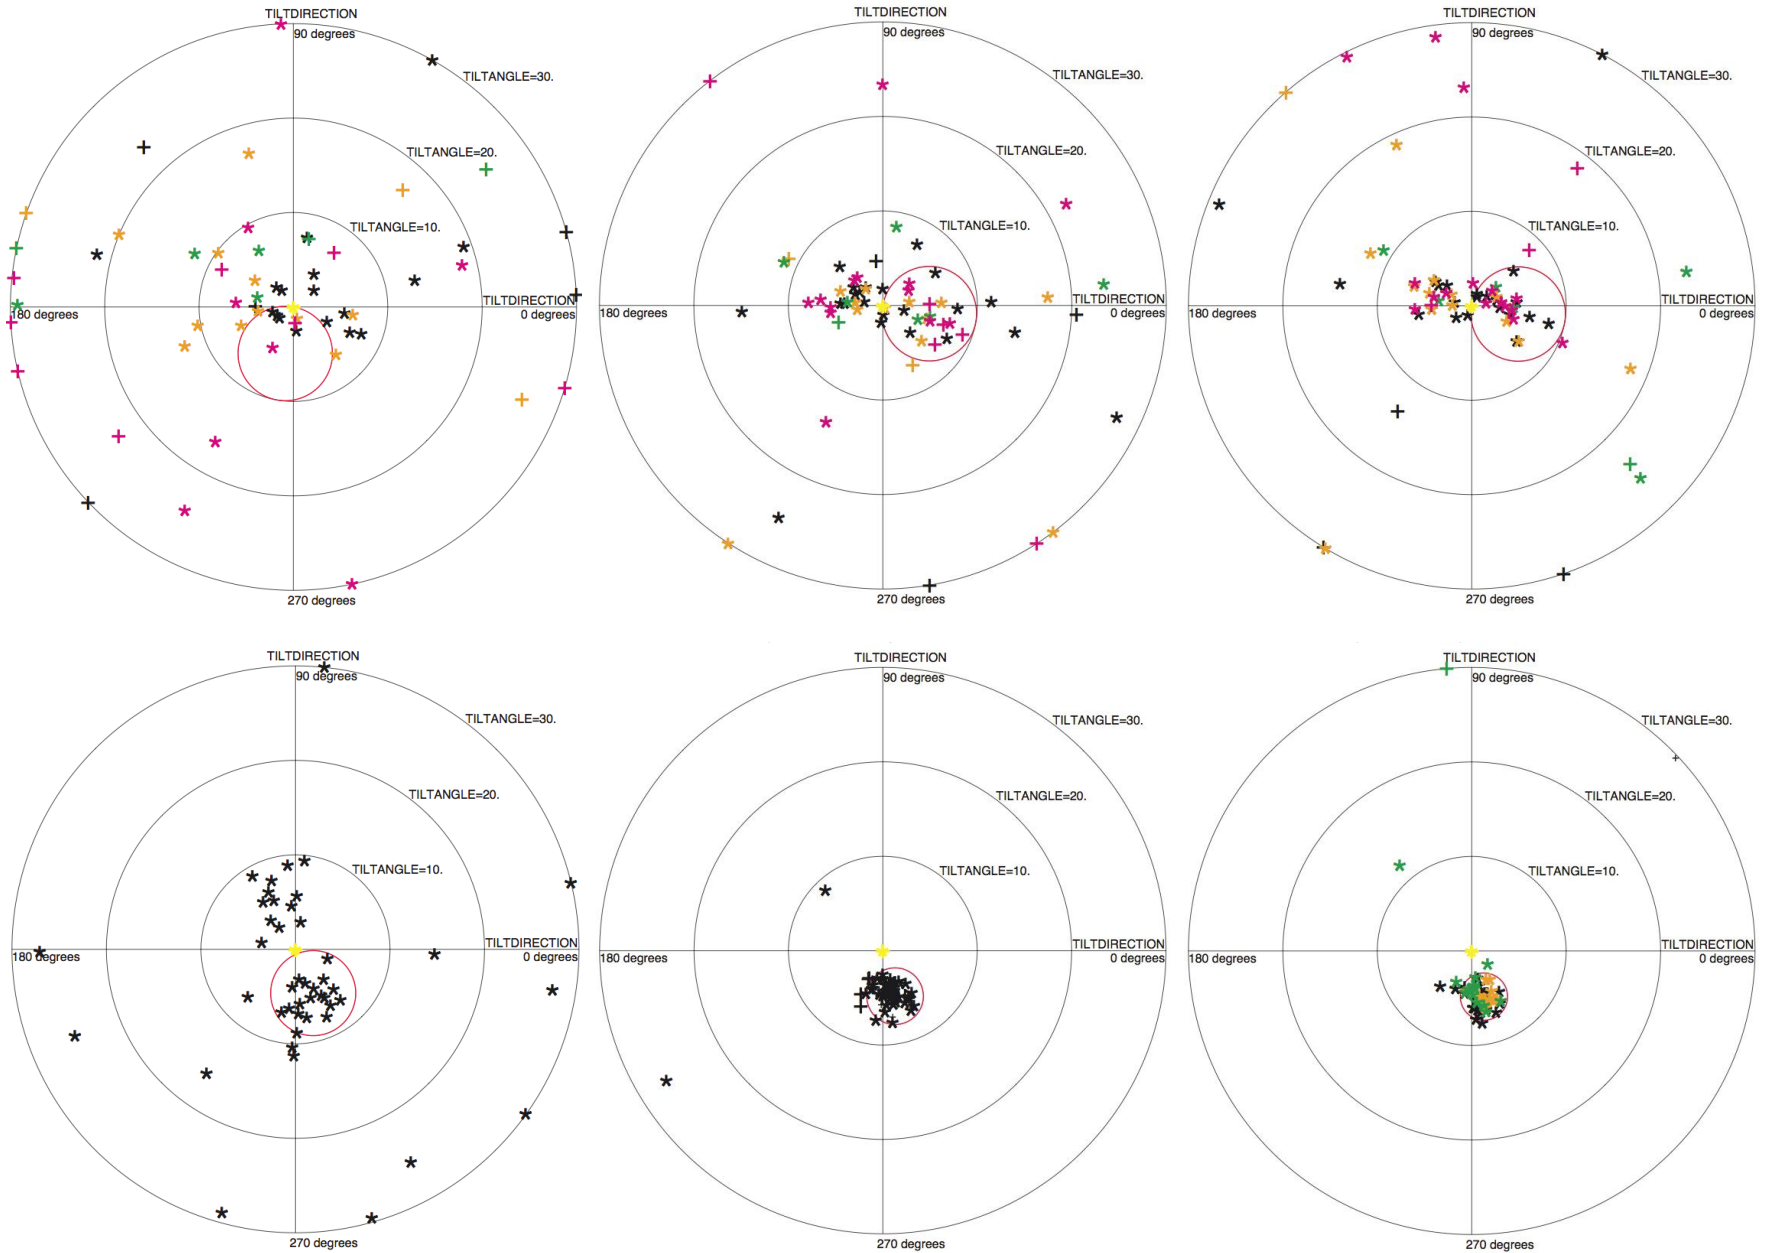 TILTDIRECTION
90 degrees
TILTANGLE=30.
TILTANGLE=20.
TILTANGLE=10.
TILTDIRECTION
180 degrees
0 degrees
270 degrees
TILTDIRECTION
90 degrees
TILTANGLE=30.
TILTANGLE=20.
TILTANGLE=10.
TILTDIRECTION
180 degrees
0 degrees
270 degrees
TILTDIRECTION
90 degrees
TILTANGLE=30.
TILTANGLE=20.
TILTANGLE=10.
TILTDIRECTION
180 degrees
0 degrees
270 degrees
TILTDIRECTION
90 degrees
TILTANGLE=30.
TILTANGLE=20.
TILTANGLE=10.
TILTDIRECTION
180 degrees
0 degrees
270 degrees
TILTDIRECTION
90 degrees
TILTANGLE=30.
TILTANGLE=20.
TILTANGLE=10.
TILTDIRECTION
180 degrees
0 degrees
270 degrees
TILTDIRECTION
90 degrees
TILTANGLE=30.
TILTANGLE=20.
TILTANGLE=10.
TILTDIRECTION
180 degrees
0 degrees
270 degrees